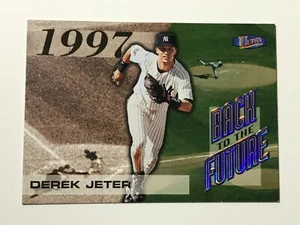 1997
BACK
TO THE
FUTURE
DEREK JETER